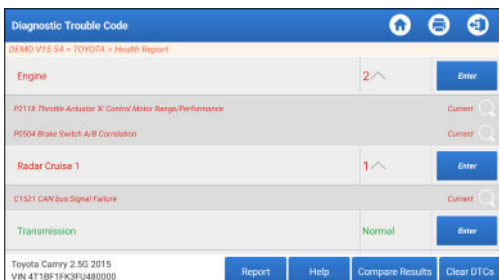 Diagnostic Trouble Code
DEMO V15.54 > TOYOTA > Health Report
Engine 2 Enter
P2118 Throttle Actuator 'A' Control Motor Range/Performance Current
P0504 Brake Switch A/B Correlation Current
Radar Cruise 1 1 Enter
C1521 CAN bus Signal Failure Current
Transmission Normal Enter
Toyota Camry 2.5G 2015
VIN 4T1BF1FK3FU480000
Report Help Compare Results Clear DTCs